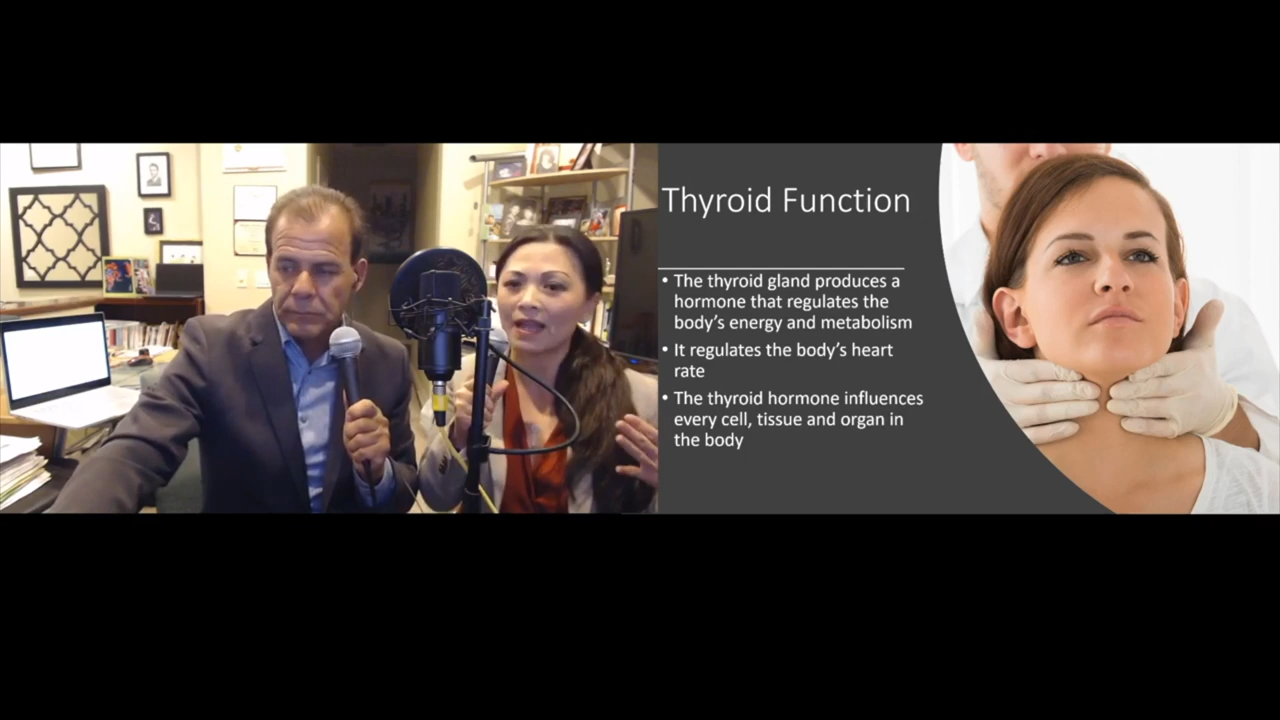 Thyroid Function
• The thyroid gland produces a
hormone that regulates the
body’s energy and metabolism
• It regulates the body’s heart
rate
• The thyroid hormone influences
every cell, tissue and organ in
the body